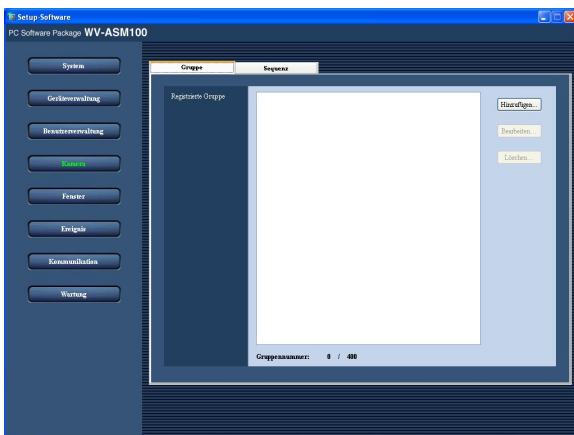 Setup-Software
PC Software Package WV-ASM100
System
Geräteverwaltung
Benutzerverwaltung
Kamera
Fenster
Ereignis
Kommunikation
Wartung
Gruppe
Sequenz
Registrierte Gruppe
Hinzufügen...
Bearbeiten...
Löschen...
Gruppennummer: 0 / 400